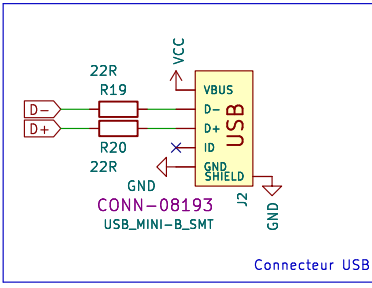 VCC
22R
R19
VBUS
D-
D-
D+
D+
USB
ID
R20
22R
GND
SHIELD
GND
J2
GND
CONN-08193
USB_MINI-B_SMT
Connecteur USB